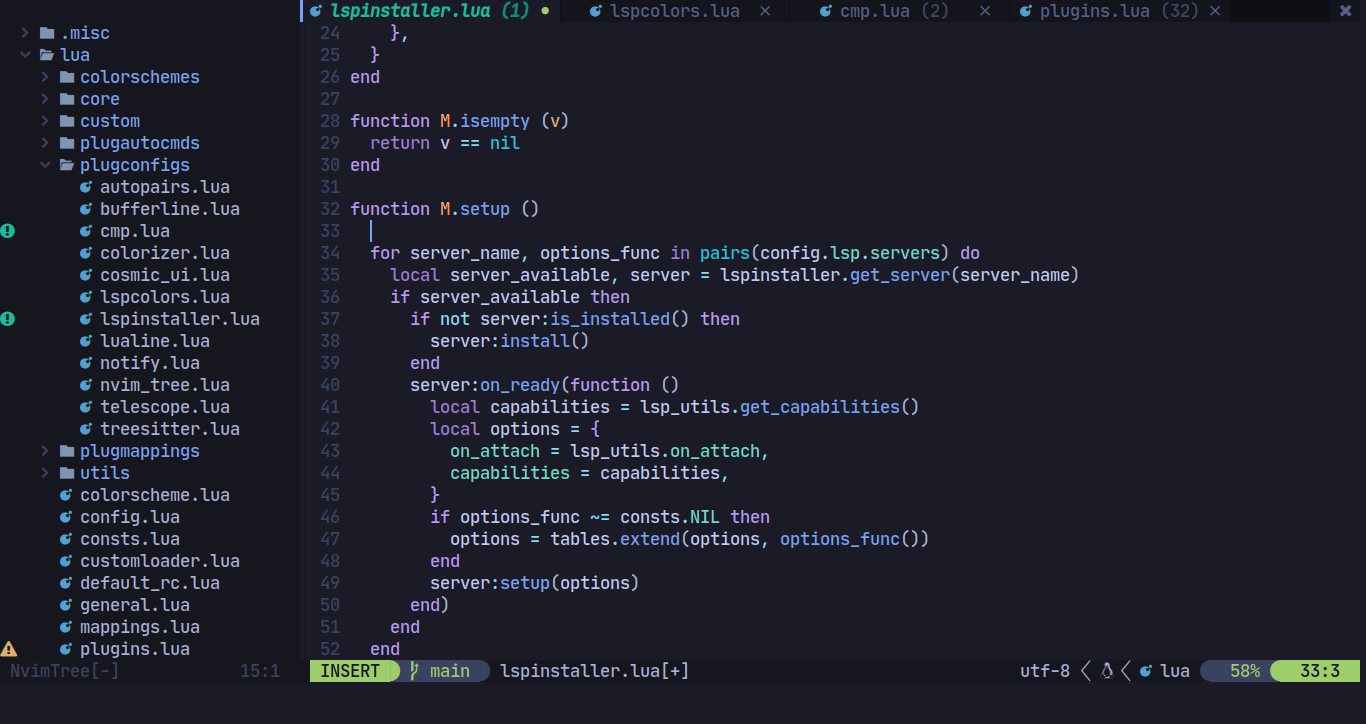 lspinstaller.lua (1) ● lspcolors.lua × cmp.lua (2) × plugins.lua (32) ×
.misc
lua
colorschemes
core
custom
plugautocmds
plugconfigs
autopairs.lua
bufferline.lua
cmp.lua
colorizer.lua
cosmic_ui.lua
lspcolors.lua
lspinstaller.lua
lualine.lua
notify.lua
nvim_tree.lua
telescope.lua
treesitter.lua
plugmappings
utils
colorscheme.lua
config.lua
consts.lua
customloader.lua
default_rc.lua
general.lua
mappings.lua
plugins.lua
24     },
25   }
26 end
27
28 function M.isempty (v)
29   return v == nil
30 end
31
32 function M.setup ()
33
34   for server_name, options_func in pairs(config.lsp.servers) do
35     local server_available, server = lspinstaller.get_server(server_name)
36     if server_available then
37       if not server:is_installed() then
38         server:install()
39       end
40       server:on_ready(function ()
41         local capabilities = lsp_utils.get_capabilities()
42         local options = {
43           on_attach = lsp_utils.on_attach,
44           capabilities = capabilities,
45         }
46         if options_func ~= consts.NIL then
47           options = tables.extend(options, options_func())
48         end
49         server:setup(options)
50       end)
51     end
52   end
NvimTree[-] 15:1 INSERT main lspinstaller.lua[+] utf-8 lua 58% 33:3